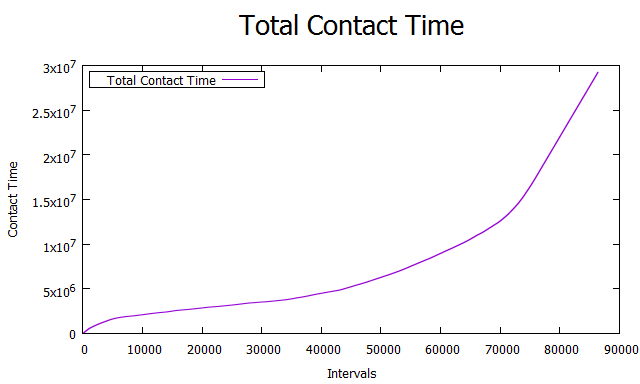 Total Contact Time
3x10^7
Total Contact Time
2.5x10^7
2x10^7
1.5x10^7
1x10^7
5x10^6
0
Contact Time
0 10000 20000 30000 40000 50000 60000 70000 80000 90000
Intervals